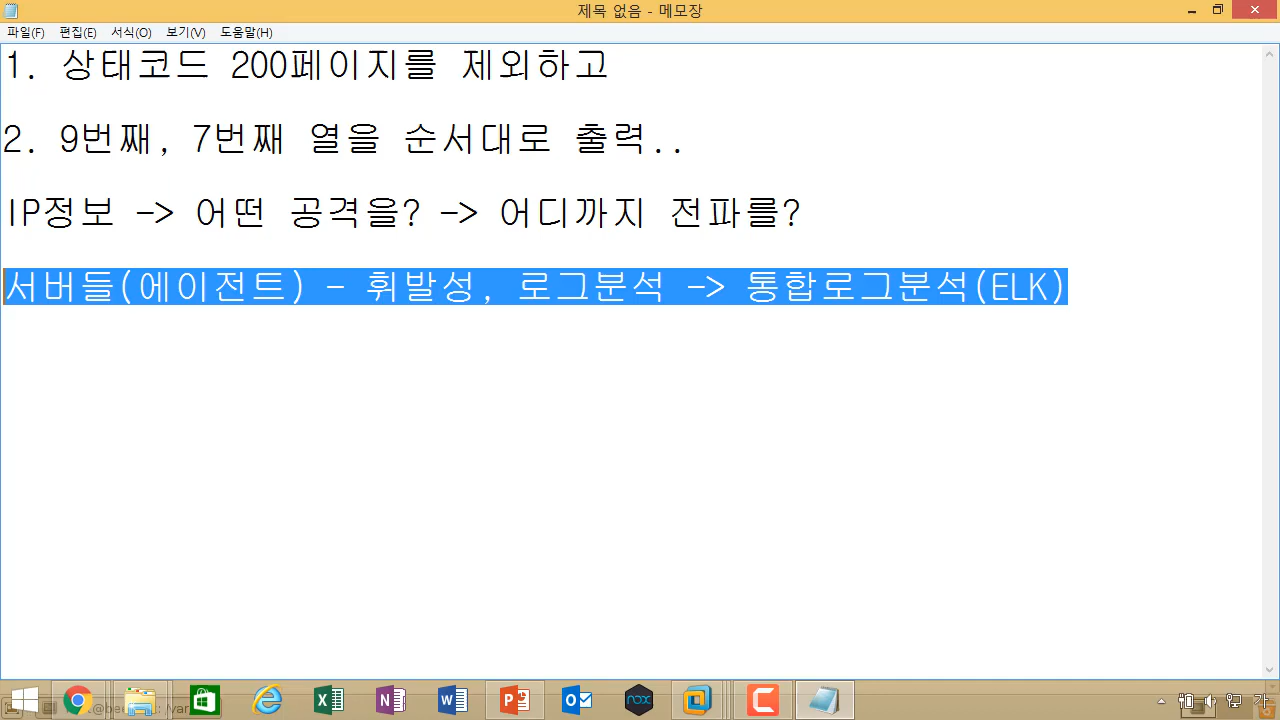 제목 없음 - 메모장
파일(F) 편집(E) 서식(O) 보기(V) 도움말(H)
1. 상태코드 200페이지를 제외하고
2. 9번째, 7번째 열을 순서대로 출력..
IP정보 -> 어떤 공격을? -> 어디까지 전파를?
서버들(에이전트) - 휘발성, 로그분석 -> 통합로그분석(ELK)
nox
가